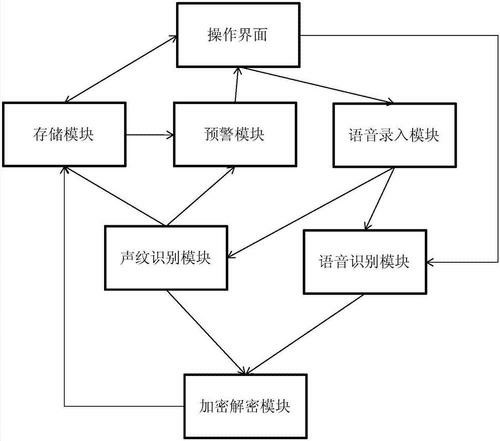 操作界面
存储模块
预警模块
语音录入模块
声纹识别模块
语音识别模块
加密解密模块